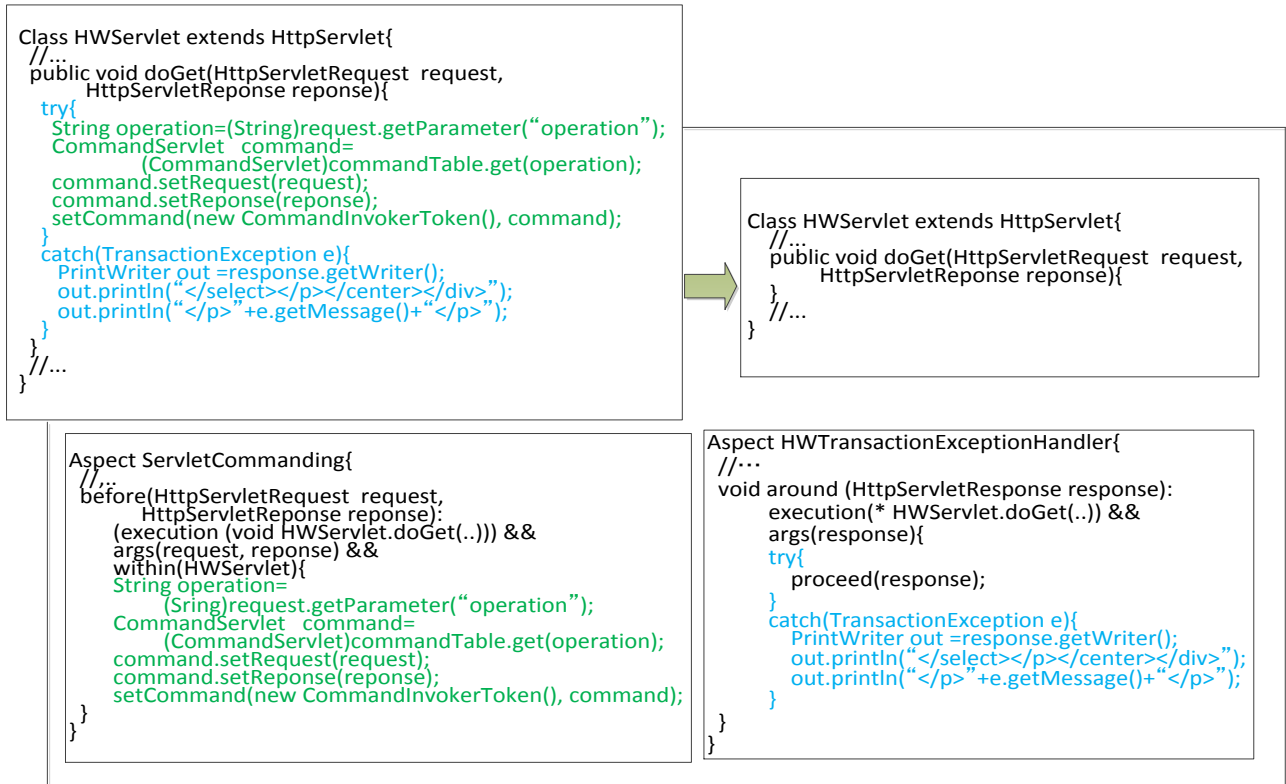 Class HWServlet extends HttpServlet{
//...
public void doGet(HttpServletRequest request,
HttpServletReponse reponse){
try{
String operation=(String)request.getParameter(“operation”);
CommandServlet command=
(CommandServlet)commandTable.get(operation);
command.setRequest(request);
command.setReponse(reponse);
setCommand(new CommandInvokerToken(), command);
}
catch(TransactionException e){
PrintWriter out =response.getWriter();
out.println(“</select></p></center></div>”);
out.println(“</p>”+e.getMessage()+“</p>”);
}
}
//...
}
Class HWServlet extends HttpServlet{
//...
public void doGet(HttpServletRequest request,
HttpServletReponse reponse){
}
//...
}
Aspect ServletCommanding{
//,..
before(HttpServletRequest request,
HttpServletReponse reponse):
(execution (void HWServlet.doGet(..))) &&
args(request, reponse) &&
within(HWServlet){
String operation=
(Sring)request.getParameter(“operation”);
CommandServlet command=
(CommandServlet)commandTable.get(operation);
command.setRequest(request);
command.setReponse(reponse);
setCommand(new CommandInvokerToken(), command);
}
}
Aspect HWTransactionExceptionHandler{
//···
void around (HttpServletResponse response):
execution(* HWServlet.doGet(..)) &&
args(response){
try{
proceed(response);
}
catch(TransactionException e){
PrintWriter out =response.getWriter();
out.println(“</select></p></center></div>”);
out.println(“</p>”+e.getMessage()+“</p>”);
}
}
}